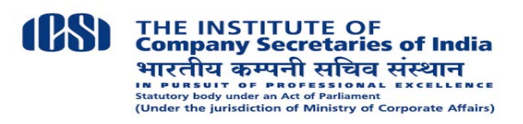 ICSI
THE INSTITUTE OF
Company Secretaries of India
भारतीय कम्पनी सचिव संस्थान
IN PURSUIT OF PROFESSIONAL EXCELLENCE
Statutory body under an Act of Parliament
(Under the jurisdiction of Ministry of Corporate Affairs)